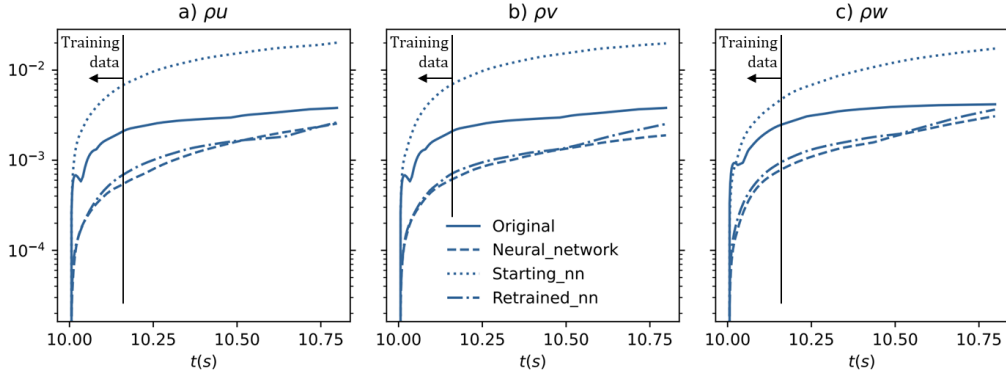 a) ρu
b) ρv
c) ρw
Training
data
Training
data
Training
data
10⁻²
10⁻³
10⁻⁴
Original
Neural_network
Starting_nn
Retrained_nn
10.00 10.25 10.50 10.75
10.00 10.25 10.50 10.75
10.00 10.25 10.50 10.75
t(s)
t(s)
t(s)